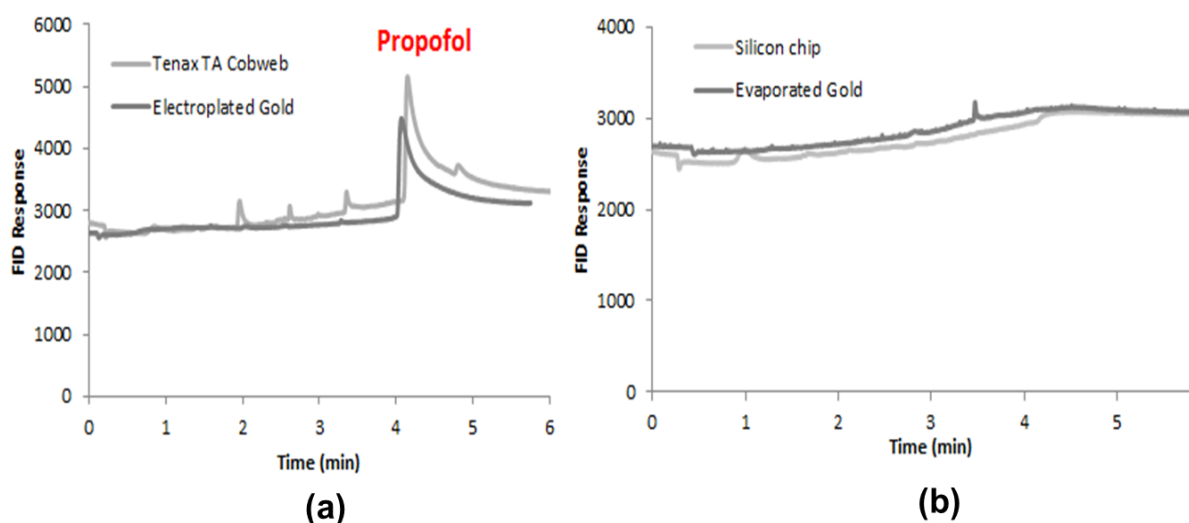 6000
5000
4000
3000
2000
1000
0
FID Response
Propofol
Tenax TA Cobweb
Electroplated Gold
0 1 2 3 4 5 6
Time (min)
(a)
4000
3000
2000
1000
0
FID Response
Silicon chip
Evaporated Gold
0 1 2 3 4 5
Time (min)
(b)